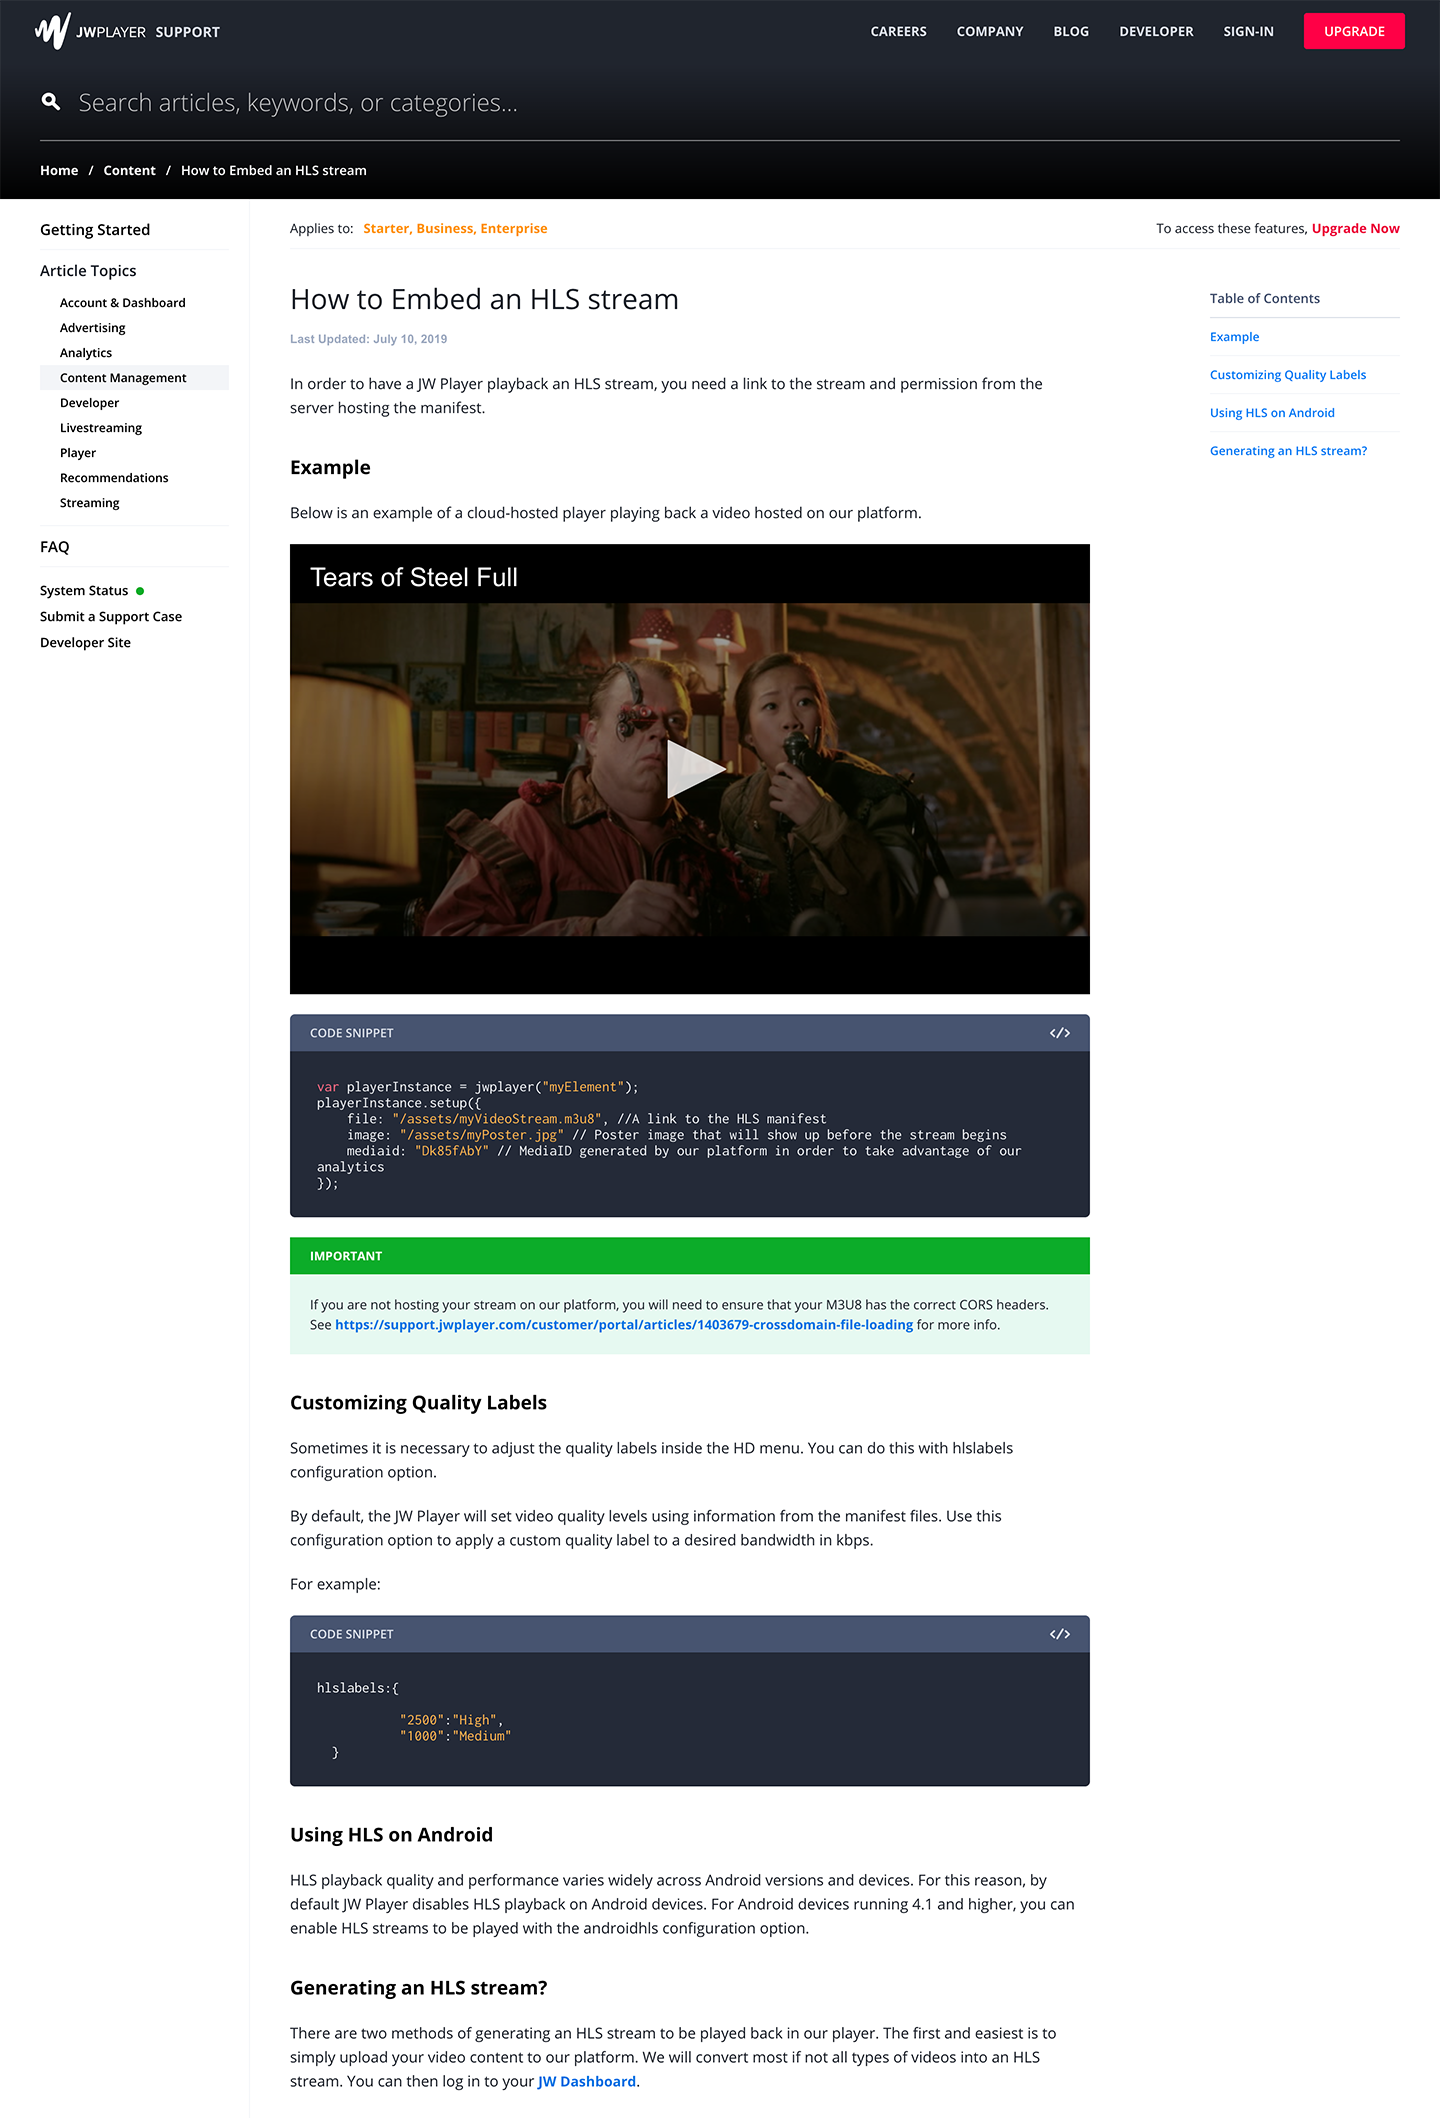 JWPLAYER SUPPORT
CAREERS COMPANY BLOG DEVELOPER SIGN-IN UPGRADE
Search articles, keywords, or categories...
Home / Content / How to Embed an HLS stream
Getting Started
Article Topics
Account & Dashboard
Advertising
Analytics
Content Management
Developer
Livestreaming
Player
Recommendations
Streaming
FAQ
System Status
Submit a Support Case
Developer Site
Applies to: Starter, Business, Enterprise
To access these features, Upgrade Now
How to Embed an HLS stream
Last Updated: July 10, 2019
In order to have a JW Player playback an HLS stream, you need a link to the stream and permission from the
server hosting the manifest.
Example
Below is an example of a cloud-hosted player playing back a video hosted on our platform.
Tears of Steel Full
CODE SNIPPET </>
var playerInstance = jwplayer("myElement");
playerInstance.setup({
    file: "/assets/myVideoStream.m3u8", //A link to the HLS manifest
    image: "/assets/myPoster.jpg" // Poster image that will show up before the stream begins
    mediaid: "Dk85fAbY" // MediaID generated by our platform in order to take advantage of our
analytics
});
IMPORTANT
If you are not hosting your stream on our platform, you will need to ensure that your M3U8 has the correct CORS headers.
See https://support.jwplayer.com/customer/portal/articles/1403679-crossdomain-file-loading for more info.
Customizing Quality Labels
Sometimes it is necessary to adjust the quality labels inside the HD menu. You can do this with hlslabels
configuration option.
By default, the JW Player will set video quality levels using information from the manifest files. Use this
configuration option to apply a custom quality label to a desired bandwidth in kbps.
For example:
CODE SNIPPET </>
hlslabels:{
"2500":"High",
"1000":"Medium"
}
Using HLS on Android
HLS playback quality and performance varies widely across Android versions and devices. For this reason, by
default JW Player disables HLS playback on Android devices. For Android devices running 4.1 and higher, you can
enable HLS streams to be played with the androidhls configuration option.
Generating an HLS stream?
There are two methods of generating an HLS stream to be played back in our player. The first and easiest is to
simply upload your video content to our platform. We will convert most if not all types of videos into an HLS
stream. You can then log in to your JW Dashboard.
Table of Contents
Example
Customizing Quality Labels
Using HLS on Android
Generating an HLS stream?